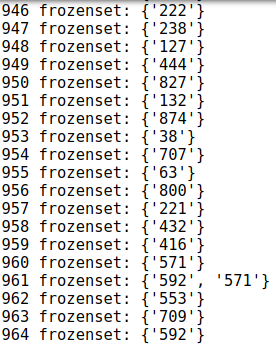 946 frozenset: {'222'}
947 frozenset: {'238'}
948 frozenset: {'127'}
949 frozenset: {'444'}
950 frozenset: {'827'}
951 frozenset: {'132'}
952 frozenset: {'874'}
953 frozenset: {'38'}
954 frozenset: {'707'}
955 frozenset: {'63'}
956 frozenset: {'800'}
957 frozenset: {'221'}
958 frozenset: {'432'}
959 frozenset: {'416'}
960 frozenset: {'571'}
961 frozenset: {'592', '571'}
962 frozenset: {'553'}
963 frozenset: {'709'}
964 frozenset: {'592'}